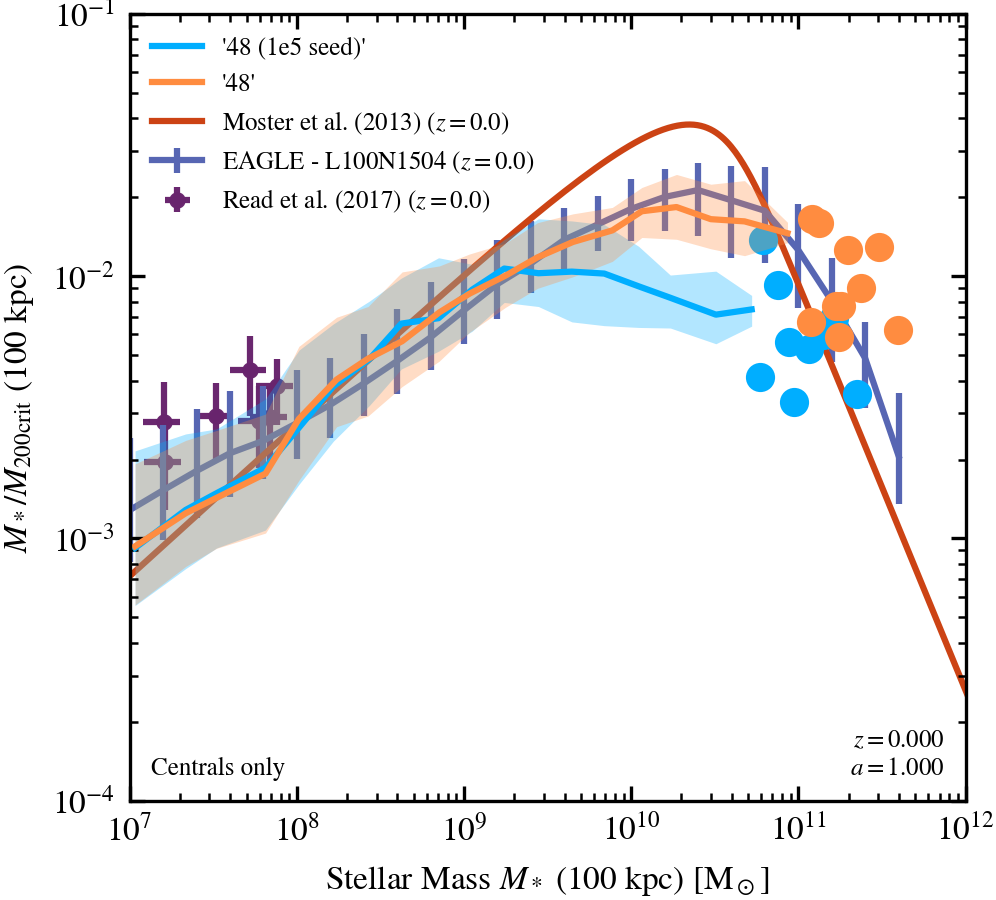 10⁻¹
10⁻²
10⁻³
10⁻⁴
M∗/M₂₀₀crit (100 kpc)
'48 (1e5 seed)'
'48'
Moster et al. (2013) (z = 0.0)
EAGLE - L100N1504 (z = 0.0)
Read et al. (2017) (z = 0.0)
z = 0.000
Centrals only
a = 1.000
10⁷ 10⁸ 10⁹ 10¹⁰ 10¹¹ 10¹²
Stellar Mass M∗ (100 kpc) [M⊙]